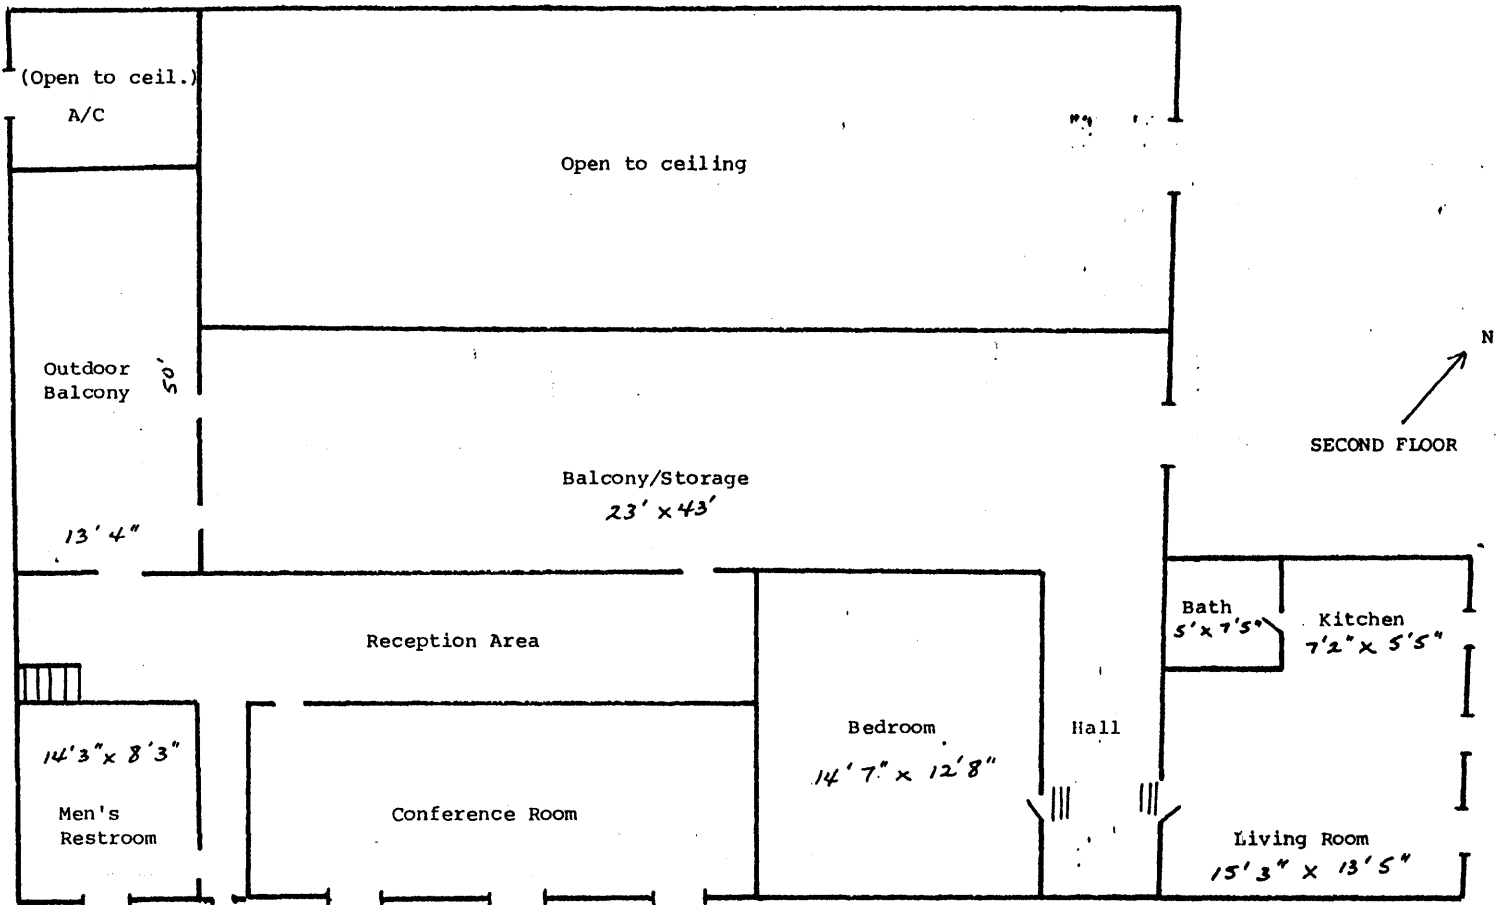 (Open to ceil.)
A/C
Open to ceiling
N
Outdoor
Balcony
50'
SECOND FLOOR
Balcony/Storage
23' x 43'
13' 4"
Bath
5' x 7'5"
Kitchen
7'2" x 5'5"
Reception Area
Bedroom
14' 7" x 12'8"
Hall
14'3" x 8'3"
Men's
Restroom
Conference Room
Living Room
15'3" x 13'5"